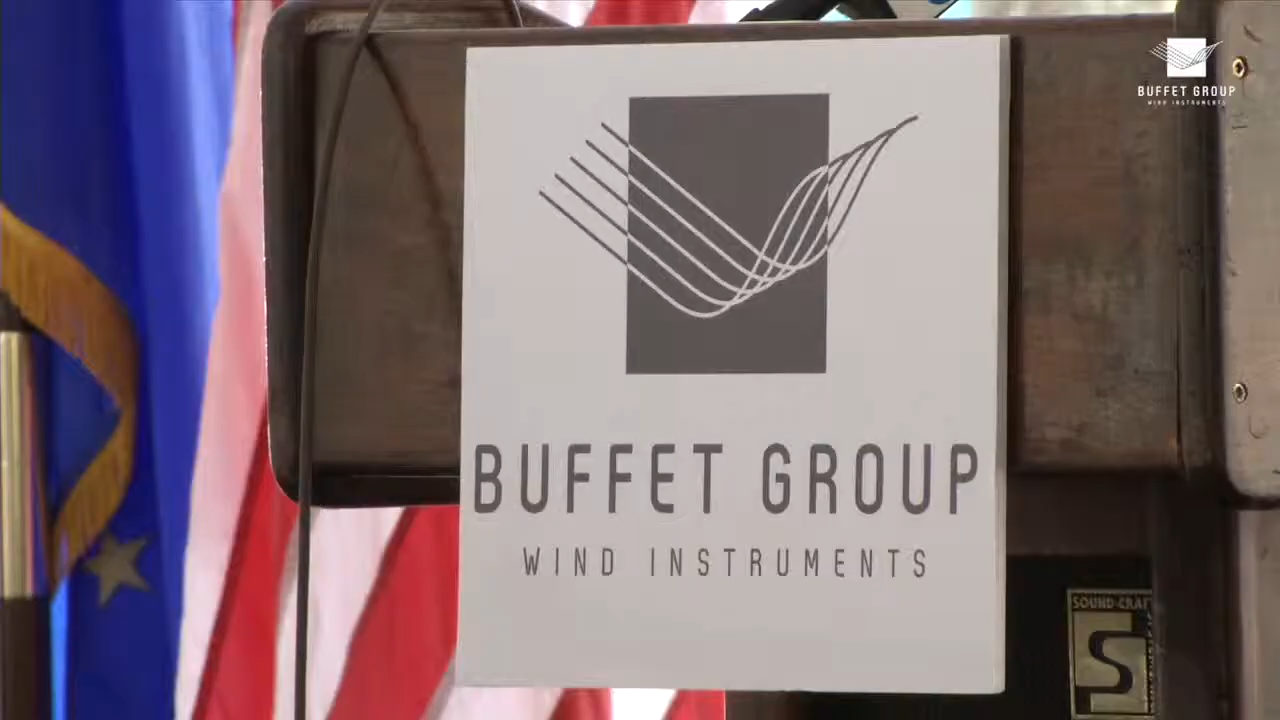 BUFFET GROUP
WIND INSTRUMENTS
BUFFET GROUP
WIND INSTRUMENTS
SOUND-CRAFT
S